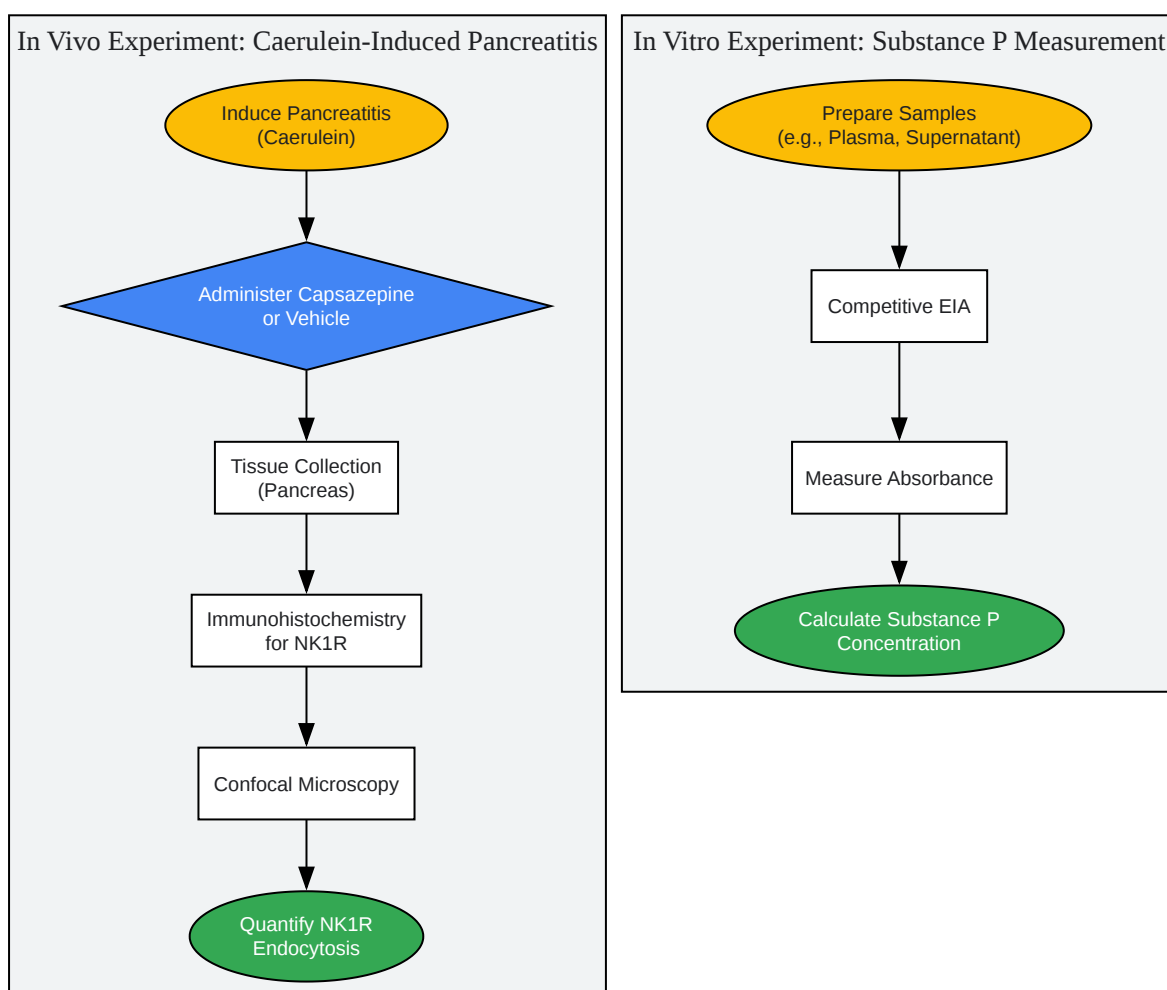 In Vivo Experiment: Caerulein-Induced Pancreatitis
Induce Pancreatitis
(Caerulein)
Administer Capsazepine
or Vehicle
Tissue Collection
(Pancreas)
Immunohistochemistry
for NK1R
Confocal Microscopy
Quantify NK1R
Endocytosis
In Vitro Experiment: Substance P Measurement
Prepare Samples
(e.g., Plasma, Supernatant)
Competitive EIA
Measure Absorbance
Calculate Substance P
Concentration